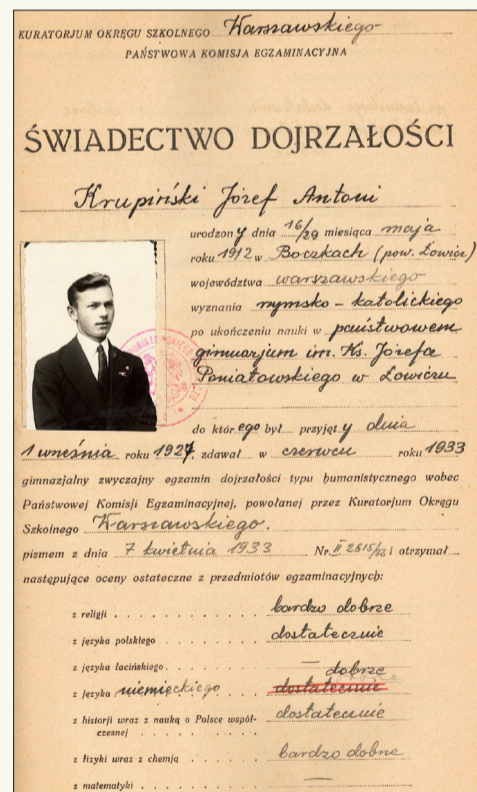 KURATORJUM OKRĘGU SZKOLNEGO Warszawskiego
PAŃSTWOWA KOMISJA EGZAMINACYJNA
ŚWIADECTWO DOJRZAŁOŚCI
Krupiński Józef Antoni
urodzony dnia 16/29 miesiąca maja
roku 1912 w Boczkach (pow. Łowicz)
województwa warszawskiego
wyznania rzymsko - katolickiego
po ukończeniu nauki w państwowem
gimnazjum im. Ks. Józefa
Poniatowskiego w Łowiczu
do którego był przyjęty dnia
1 września roku 1927, zdawał w czerwcu roku 1933
gimnazjalny zwyczajny egzamin dojrzałości typu humanistycznego wobec
Państwowej Komisji Egzaminacyjnej, powołanej przez Kuratorjum Okręgu
Szkolnego Warszawskiego.
pismem z dnia 7 kwietnia 1933 Nr. II 2615/33 i otrzymał
następujące oceny ostateczne z przedmiotów egzaminacyjnych:
z religji . . . . . . . . . . bardzo dobrze
z języka polskiego . . . . . . . dostatecznie
z języka łacińskiego . . . . . . . —
dobrze
z języka niemieckiego dostatecznie
z historji wraz z nauką o Polsce współ- dostatecznie
czesnej . . . . . . . . .
z fizyki wraz z chemją . . . . . . bardzo dobrze
z matematyki . . . . . . . . . —